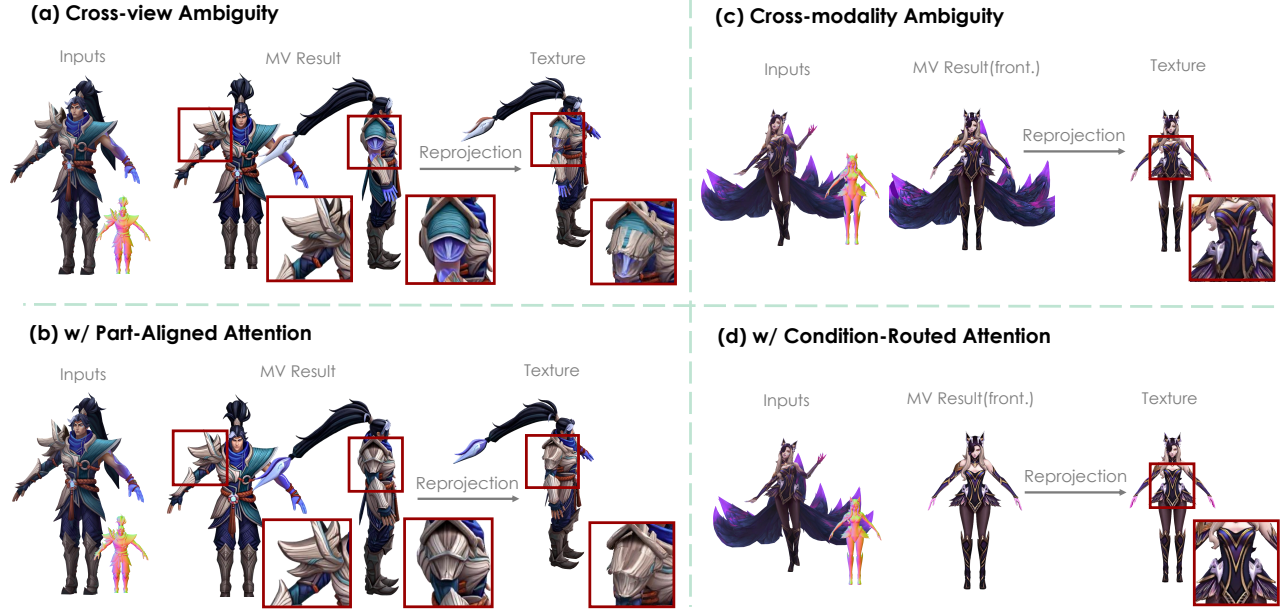 (a) Cross-view Ambiguity
Inputs
MV Result
Texture
Reprojection
(b) w/ Part-Aligned Attention
Inputs
MV Result
Texture
Reprojection
(c) Cross-modality Ambiguity
Inputs
MV Result(front.)
Texture
Reprojection
(d) w/ Condition-Routed Attention
Inputs
MV Result(front.)
Texture
Reprojection